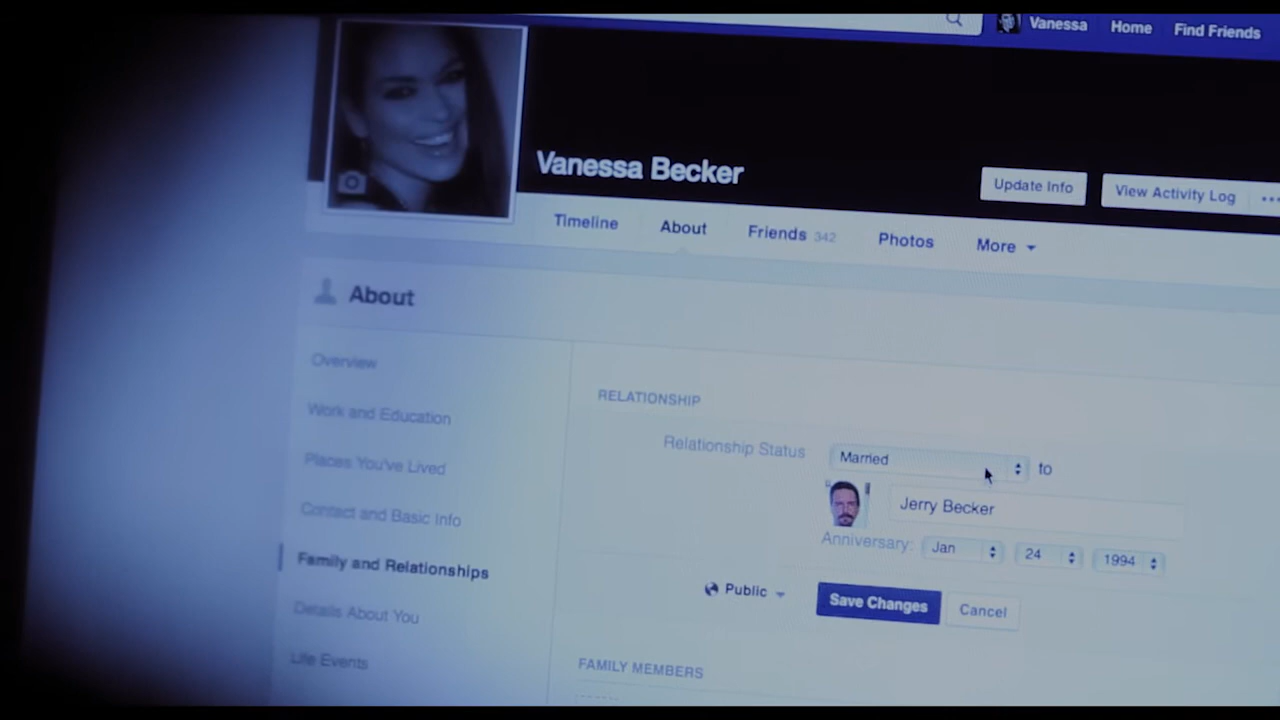 Vanessa Home Find Friends
Vanessa Becker
Update Info View Activity Log ...
Timeline About Friends 342 Photos More
About
Overview
Work and Education
Places You've Lived
Contact and Basic Info
Family and Relationships
Details About You
Life Events
RELATIONSHIP
Relationship Status Married to
Jerry Becker
Anniversary: Jan 24 1994
Public Save Changes Cancel
FAMILY MEMBERS